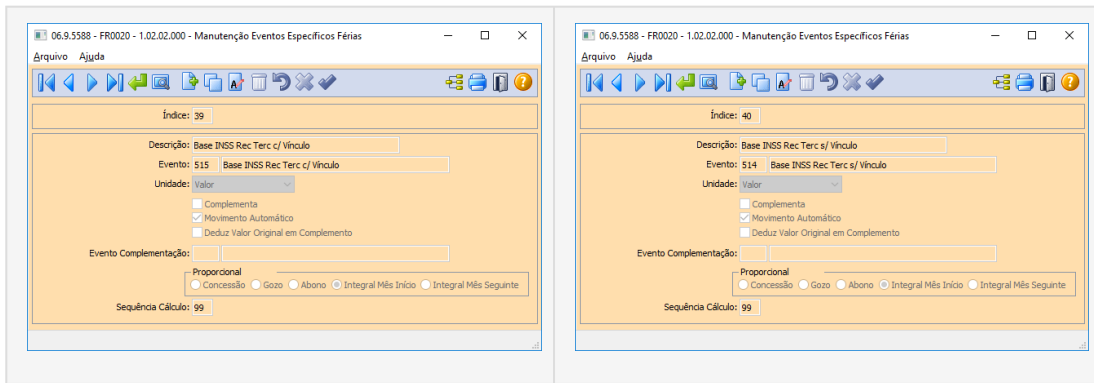 06.9.5588 - FR0020 - 1.02.02.000 - Manutenção Eventos Específicos Férias
Arquivo Ajuda
Índice: 39
Descrição: Base INSS Rec Terc c/ Vínculo
Evento: 515 Base INSS Rec Terc c/ Vínculo
Unidade: Valor
Complementa
Movimento Automático
Deduz Valor Original em Complemento
Evento Complementação:
Proporcional
Concessão Gozo Abono Integral Mês Início Integral Mês Seguinte
Sequência Cálculo: 99
06.9.5588 - FR0020 - 1.02.02.000 - Manutenção Eventos Específicos Férias
Arquivo Ajuda
Índice: 40
Descrição: Base INSS Rec Terc s/ Vínculo
Evento: 514 Base INSS Rec Terc s/ Vínculo
Unidade: Valor
Complementa
Movimento Automático
Deduz Valor Original em Complemento
Evento Complementação:
Proporcional
Concessão Gozo Abono Integral Mês Início Integral Mês Seguinte
Sequência Cálculo: 99